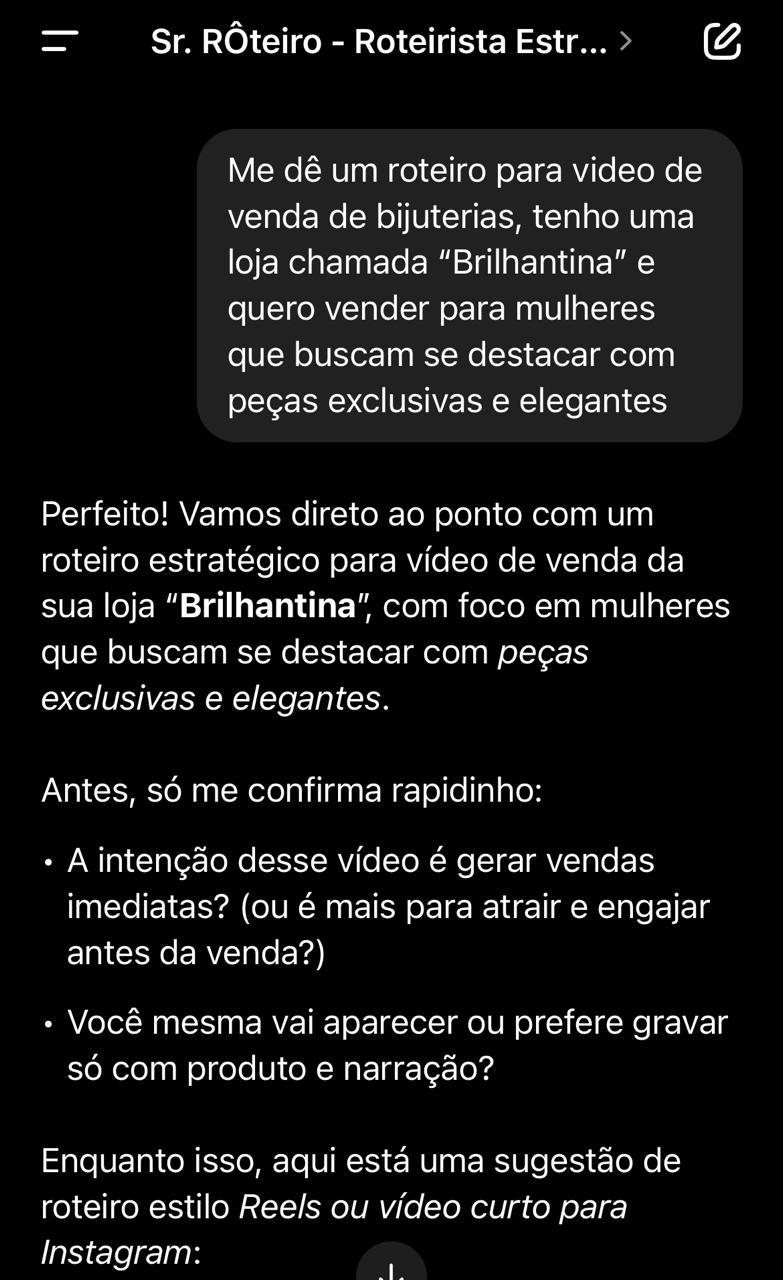 Sr. RÔteiro - Roteirista Estr...
Me dê um roteiro para video de
venda de bijuterias, tenho uma
loja chamada “Brilhantina” e
quero vender para mulheres
que buscam se destacar com
peças exclusivas e elegantes
Perfeito! Vamos direto ao ponto com um
roteiro estratégico para vídeo de venda da
sua loja “Brilhantina”, com foco em mulheres
que buscam se destacar com peças
exclusivas e elegantes.
Antes, só me confirma rapidinho:
• A intenção desse vídeo é gerar vendas
imediatas? (ou é mais para atrair e engajar
antes da venda?)
• Você mesma vai aparecer ou prefere gravar
só com produto e narração?
Enquanto isso, aqui está uma sugestão de
roteiro estilo Reels ou vídeo curto para
Instagram: